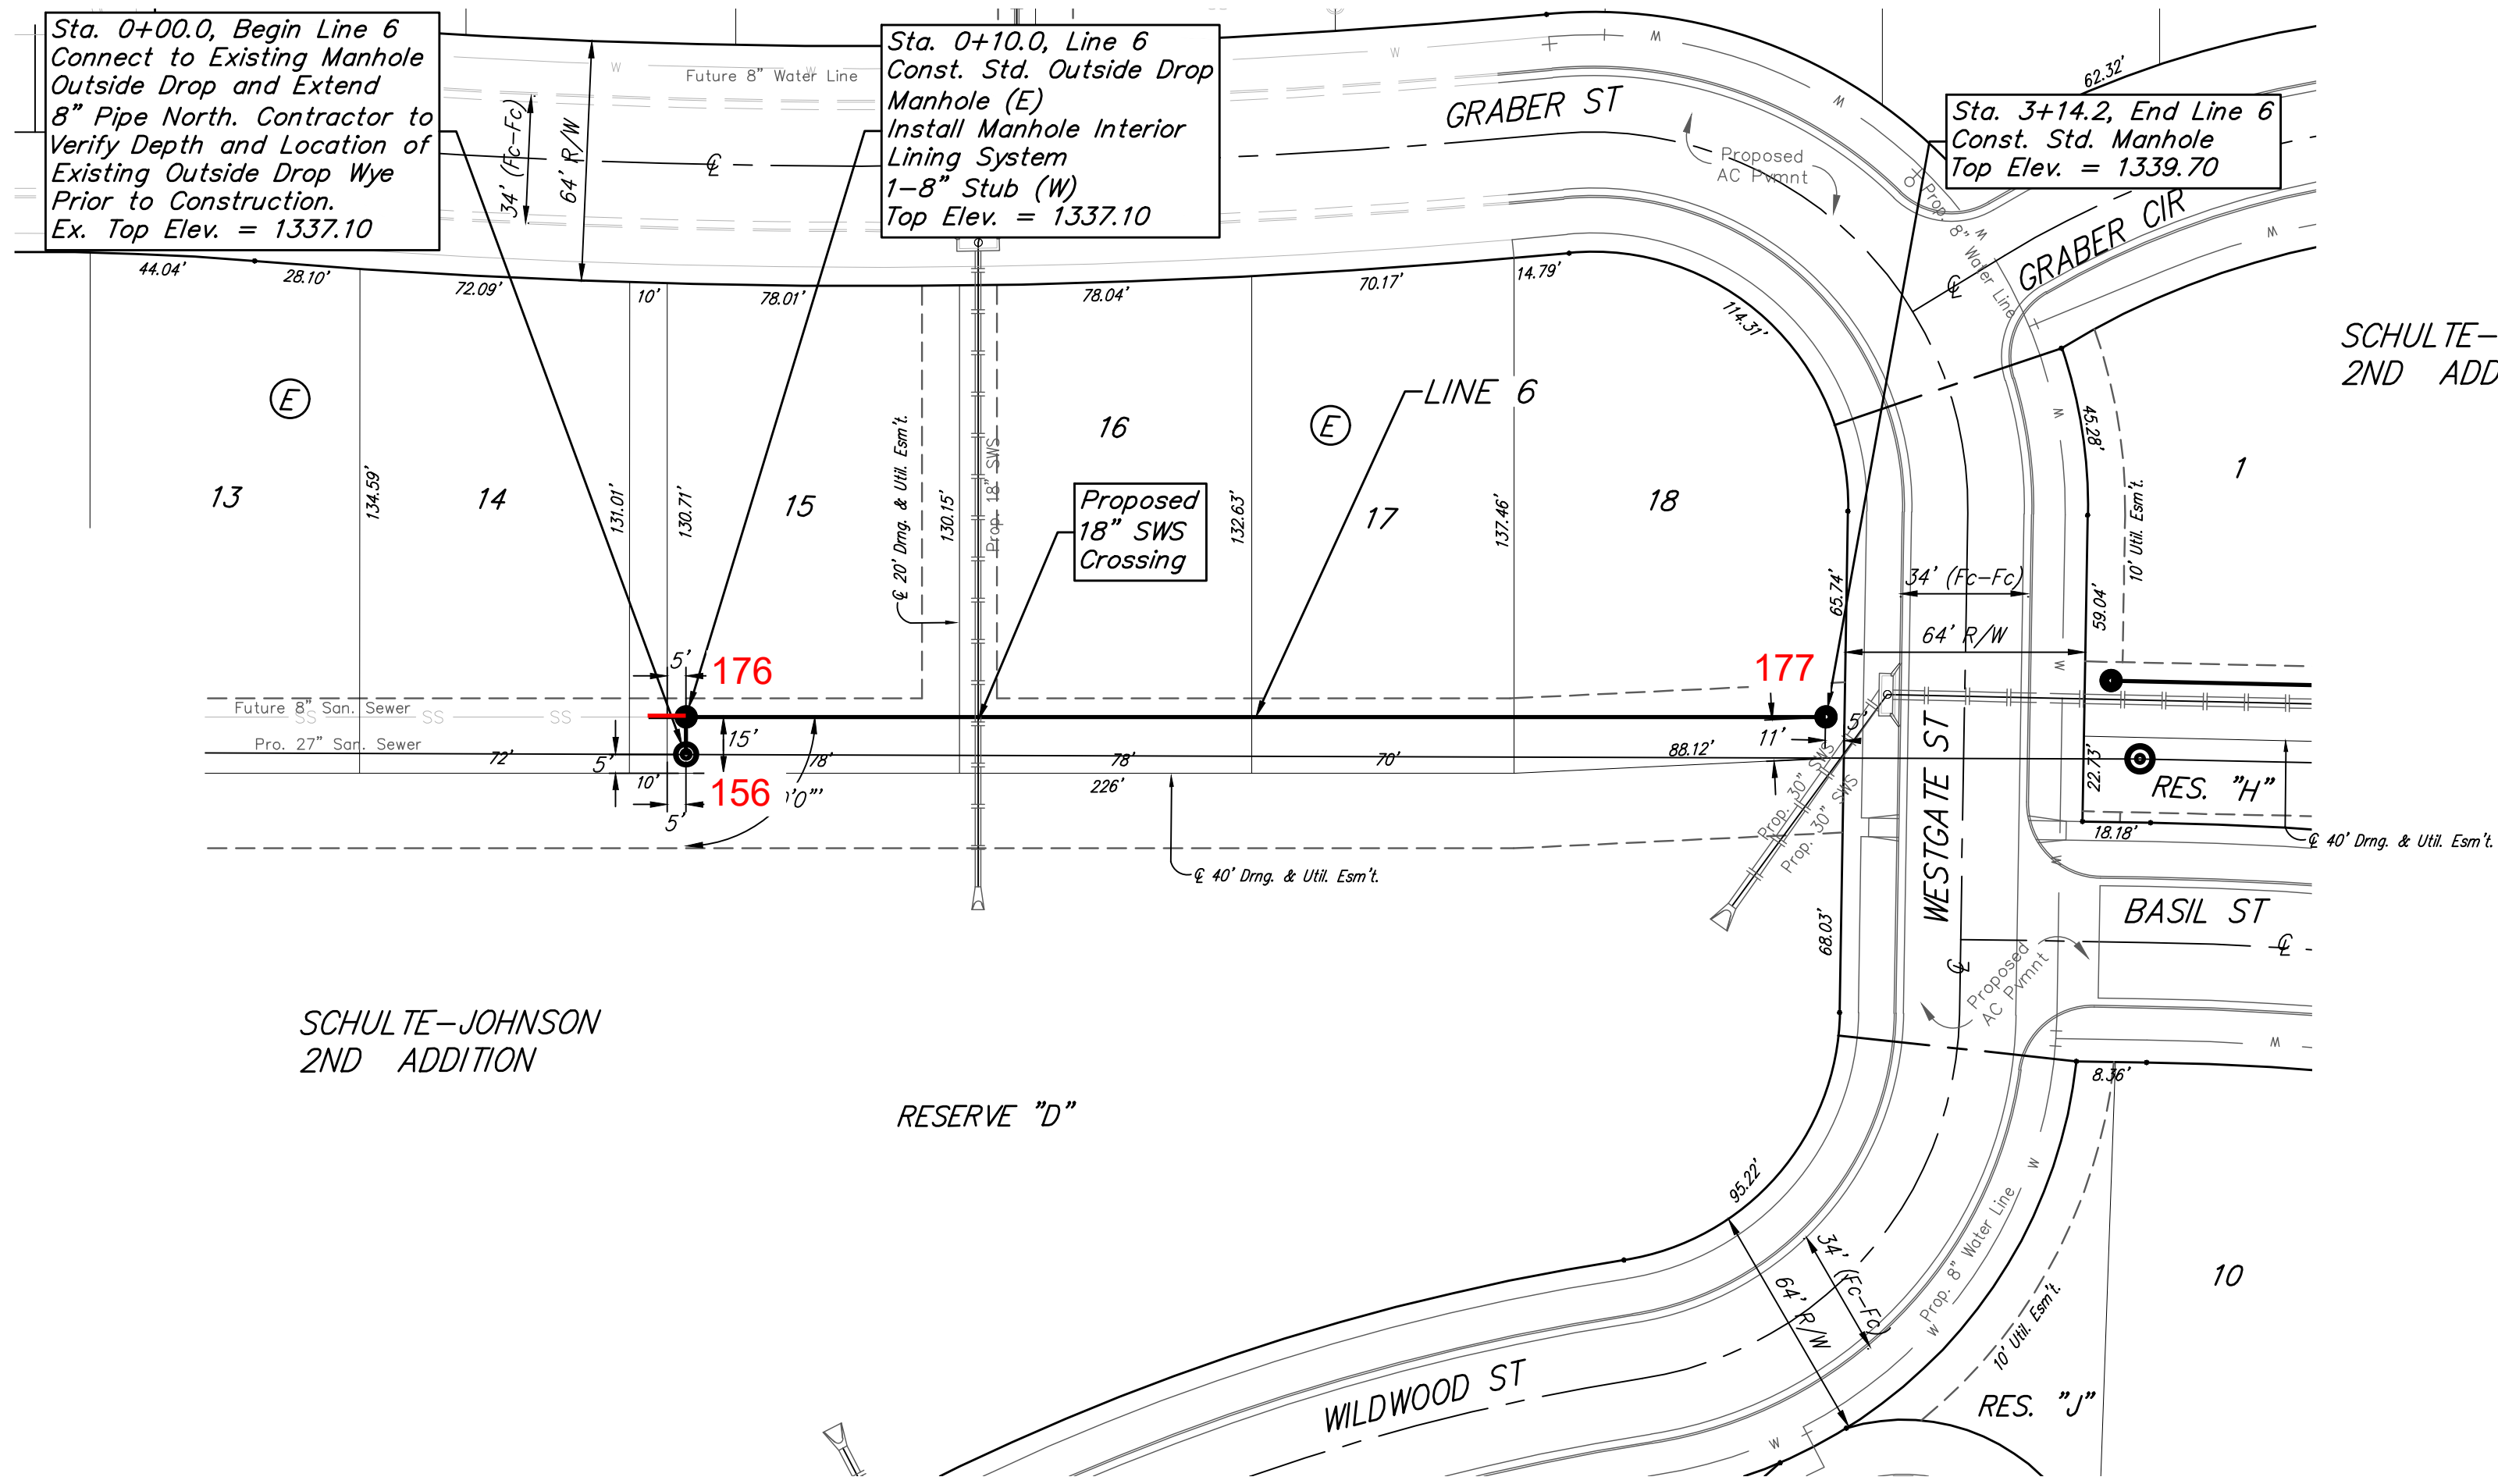 Sta. 0+00.0, Begin Line 6
Connect to Existing Manhole
Outside Drop and Extend
8" Pipe North. Contractor to
Verify Depth and Location of
Existing Outside Drop Wye
Prior to Construction.
Ex. Top Elev. = 1337.10
Sta. 0+10.0, Line 6
Const. Std. Outside Drop
Manhole (E)
Install Manhole Interior
Lining System
1-8" Stub (W)
Top Elev. = 1337.10
Sta. 3+14.2, End Line 6
Const. Std. Manhole
Top Elev. = 1339.70
W
Future 8" Water Line
W
W
W
W
34' (Fc-Fc)
64' R/W
℄
GRABER ST
Proposed
AC Pvmnt
62.32'
Prop. 8" Water Line
W
GRABER CIR
℄
W
44.04'
28.10'
72.09'
10'
78.01'
78.04'
70.17'
14.79'
114.31'
SCHULTE-
2ND ADD
E
E
LINE 6
13
134.59'
14
131.01'
130.71'
15
℄ 20' Drng. & Util. Esm't.
130.15'
Prop. 18" SWS
16
132.63'
17
137.46'
18
Proposed
18" SWS
Crossing
W
45.28'
10' Util. Esm't.
1
65.74'
34' (Fc-Fc)
64' R/W
59.04'
W
5'
176
177
Future 8" San. Sewer
SS
SS
SS
Pro. 27" San. Sewer
15'
11'
5'
72'
5'
10'
78'
78'
70'
88.12'
226'
156
0'0"
5'
Prop. 30" SWS
Prop. 30" SWS
WESTGATE ST
22.73'
RES. "H"
18.18'
℄ 40' Drng. & Util. Esm't.
℄ 40' Drng. & Util. Esm't.
W
BASIL ST
℄
68.03'
℄
Proposed
AC Pvmnt
W
8.36'
SCHULTE-JOHNSON
2ND ADDITION
RESERVE "D"
95.22'
W
Prop. 8" Water Line
W
34'
(Fc-Fc)
64' R/W
10' Util. Esm't.
10
WILDWOOD ST
RES. "J"
W